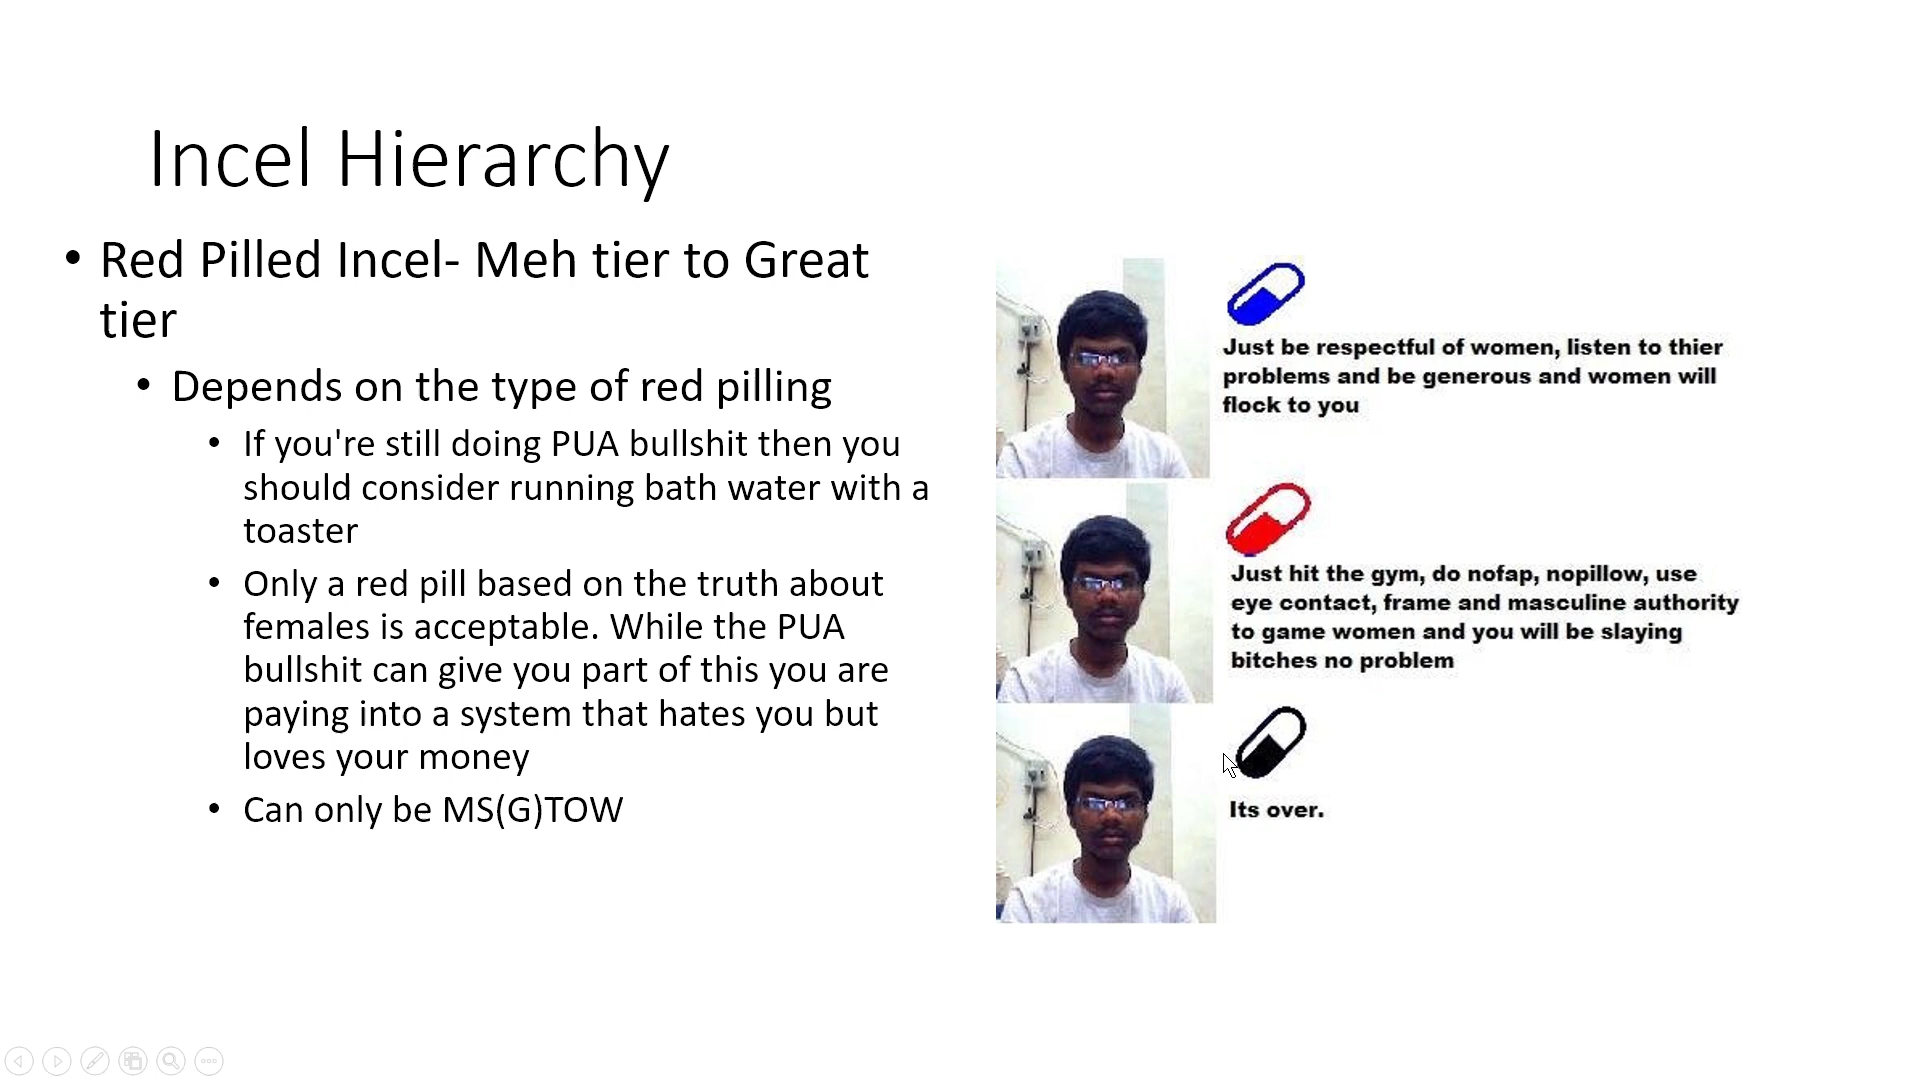 Incel Hierarchy
• Red Pilled Incel- Meh tier to Great
tier
• Depends on the type of red pilling
• If you're still doing PUA bullshit then you
should consider running bath water with a
toaster
• Only a red pill based on the truth about
females is acceptable. While the PUA
bullshit can give you part of this you are
paying into a system that hates you but
loves your money
• Can only be MS(G)TOW
Just be respectful of women, listen to thier
problems and be generous and women will
flock to you
Just hit the gym, do nofap, nopillow, use
eye contact, frame and masculine authority
to game women and you will be slaying
bitches no problem
Its over.